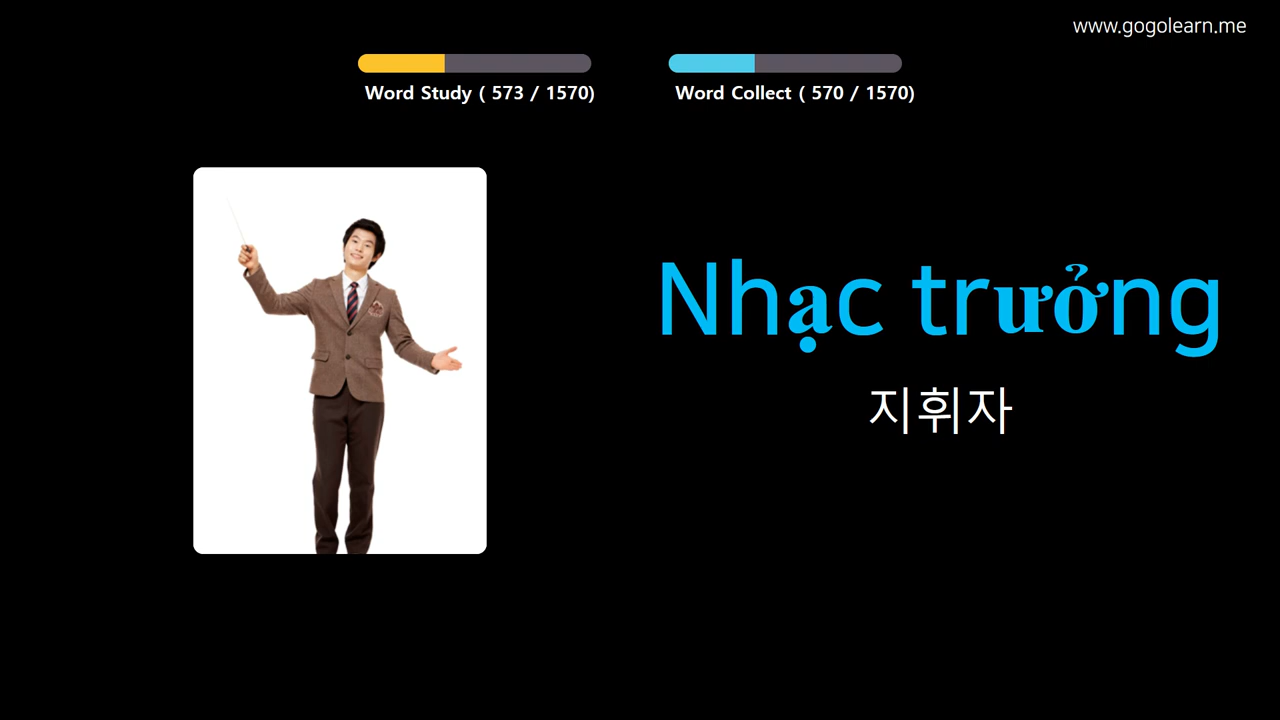 www.gogolearn.me
Word Study ( 573 / 1570)
Word Collect ( 570 / 1570)
Nhạc trưởng
지휘자